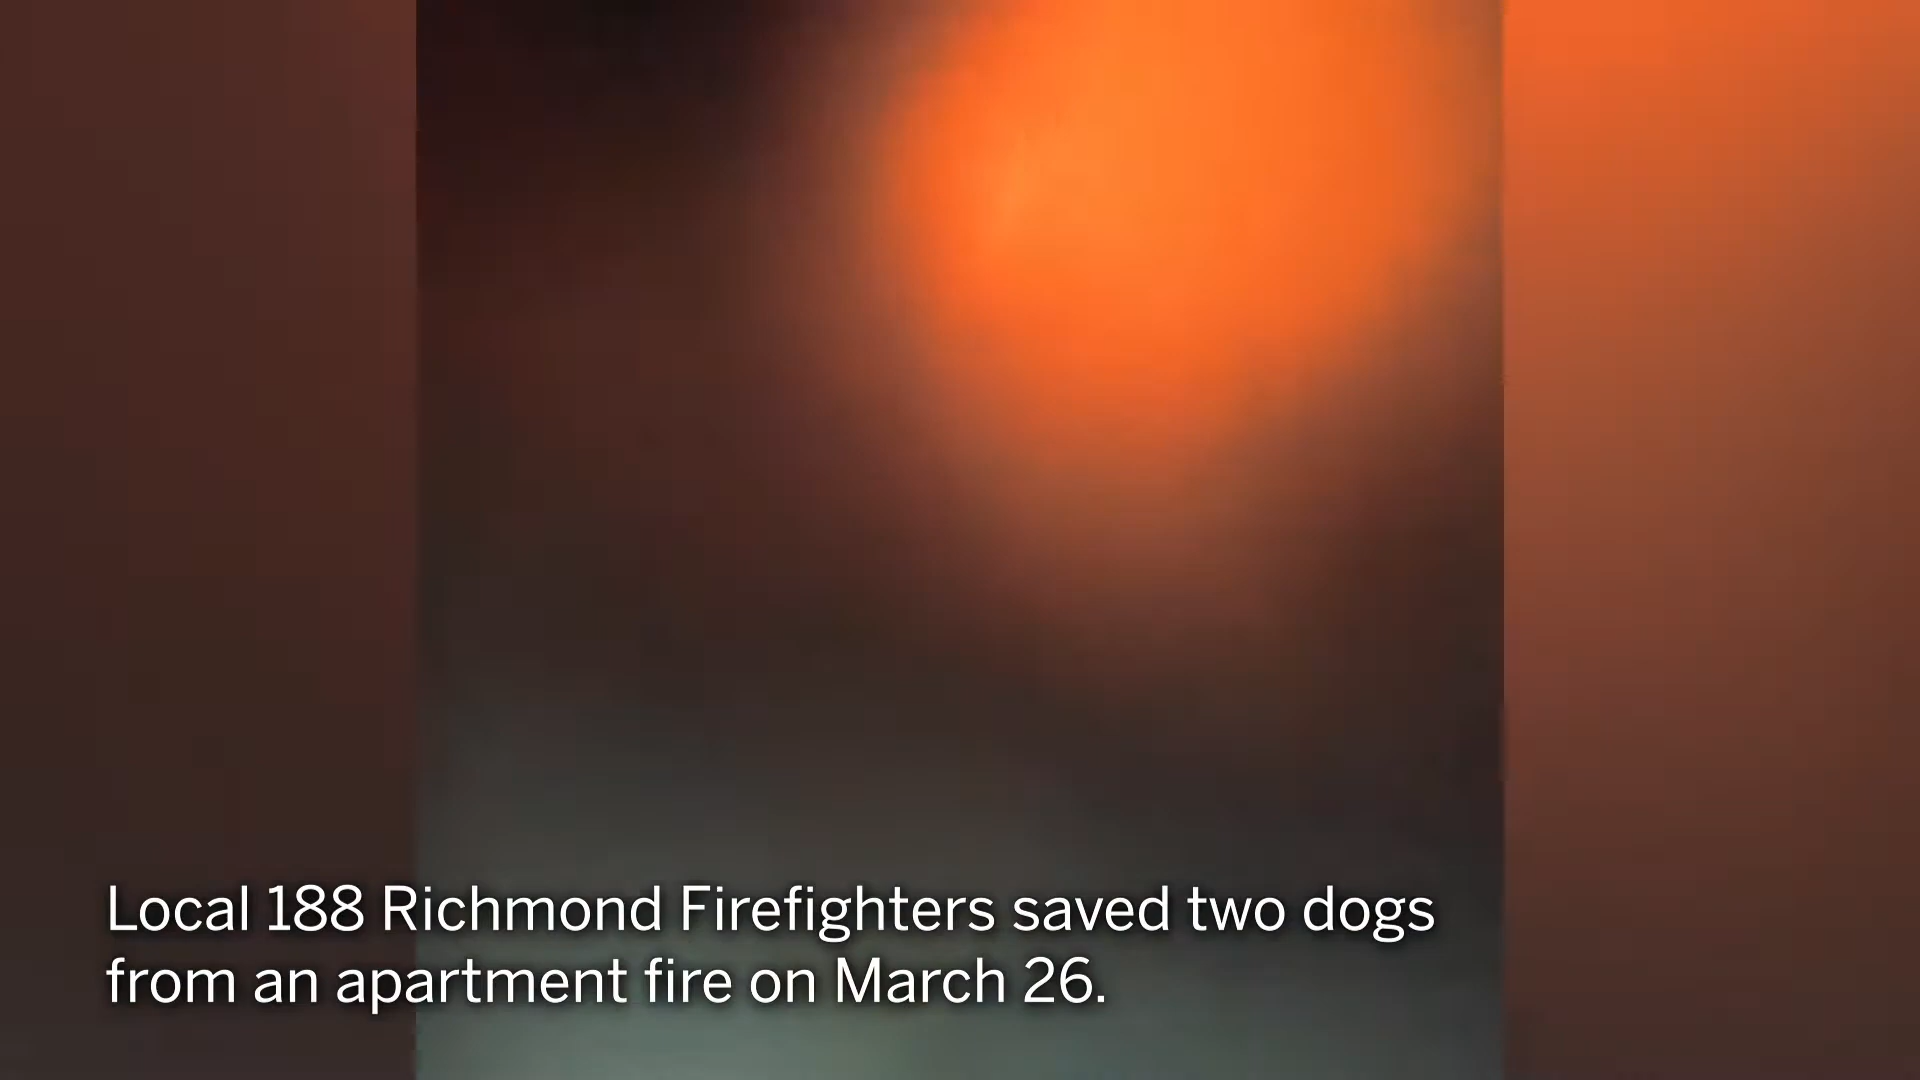 Local 188 Richmond Firefighters saved two dogs
from an apartment fire on March 26.